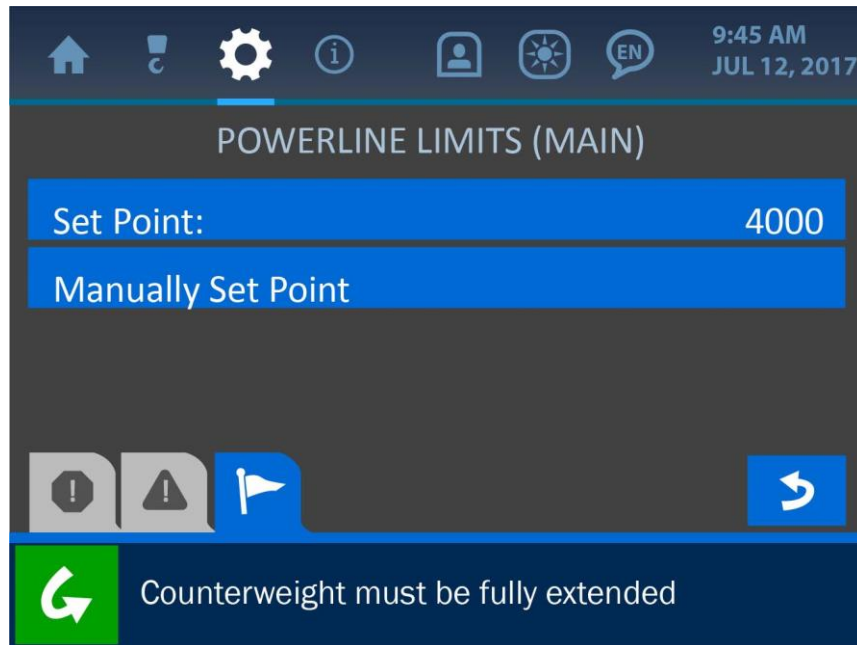 EN
9:45 AM
JUL 12, 2017
POWERLINE LIMITS (MAIN)
Set Point: 4000
Manually Set Point
Counterweight must be fully extended